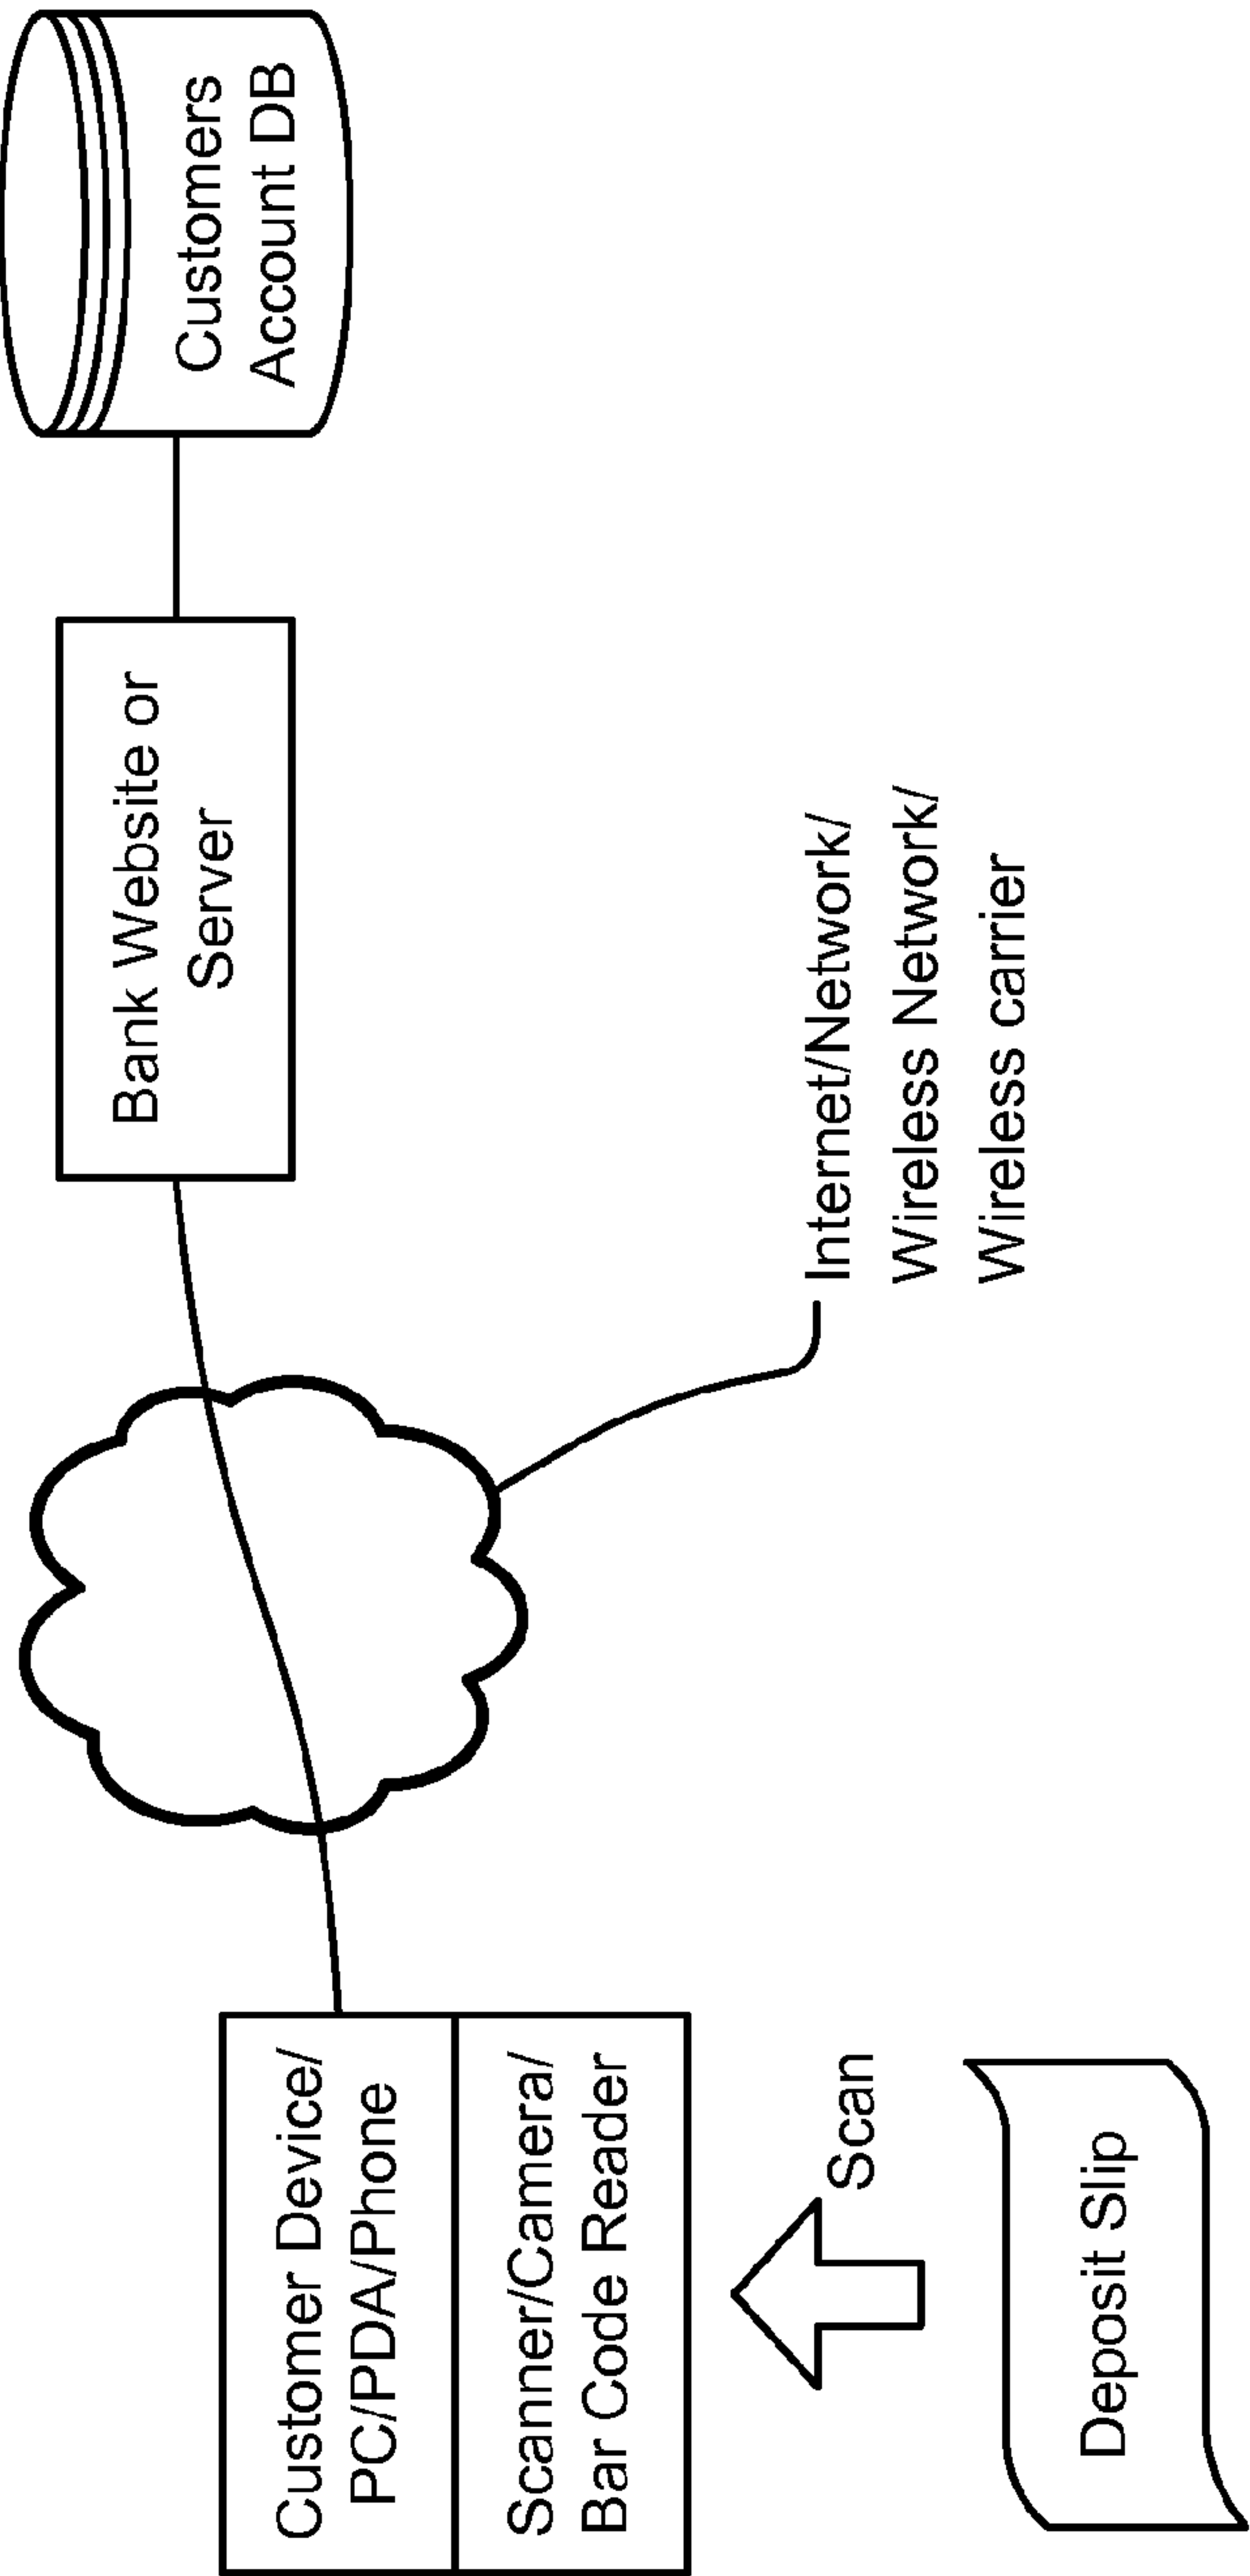 Customers
Account DB
Bank Website or
Server
Internet/Network/
Wireless Network/
Wireless carrier
Customer Device/
PC/PDA/Phone
Scanner/Camera/
Bar Code Reader
Scan
Deposit Slip